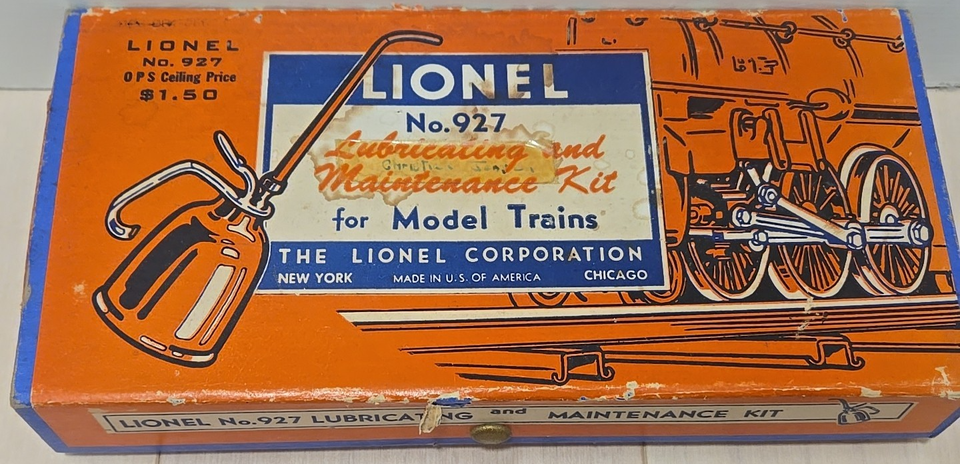 LIONEL
No. 927
OPS Ceiling Price
$1.50
LIONEL
No. 927
Lubricating and
Maintenance Kit
for Model Trains
THE LIONEL CORPORATION
NEW YORK MADE IN U.S. OF AMERICA CHICAGO
LIONEL No. 927 LUBRICATING and MAINTENANCE KIT